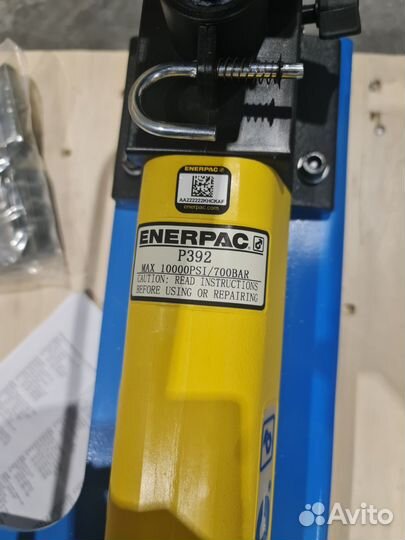 ENERPAC
AA222222KHCKAF
enerpac.com
ENERPAC
P392
MAX 10000PSI/700BAR
CAUTION: READ INSTRUCTIONS
BEFORE USING OR REPAIRING
Avito